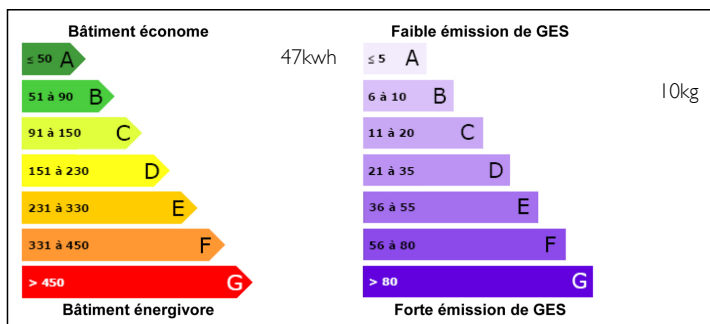 Bâtiment économe
≤ 50 A 47kwh
51 à 90 B
91 à 150 C
151 à 230 D
231 à 330 E
331 à 450 F
> 450 G
Bâtiment énergivore
Faible émission de GES
≤ 5 A
6 à 10 B 10kg
11 à 20 C
21 à 35 D
36 à 55 E
56 à 80 F
> 80 G
Forte émission de GES